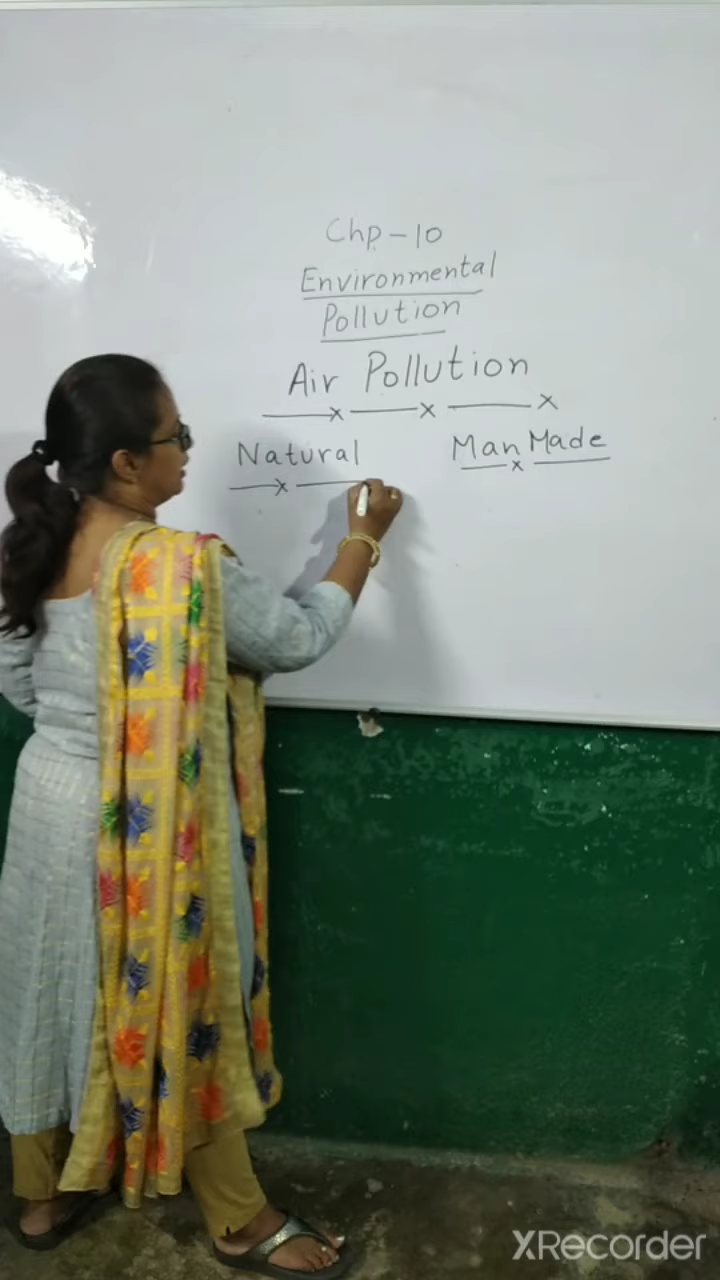 Chp-10
Environmental
Pollution
Air Pollution
Natural Man Made
XRecorder